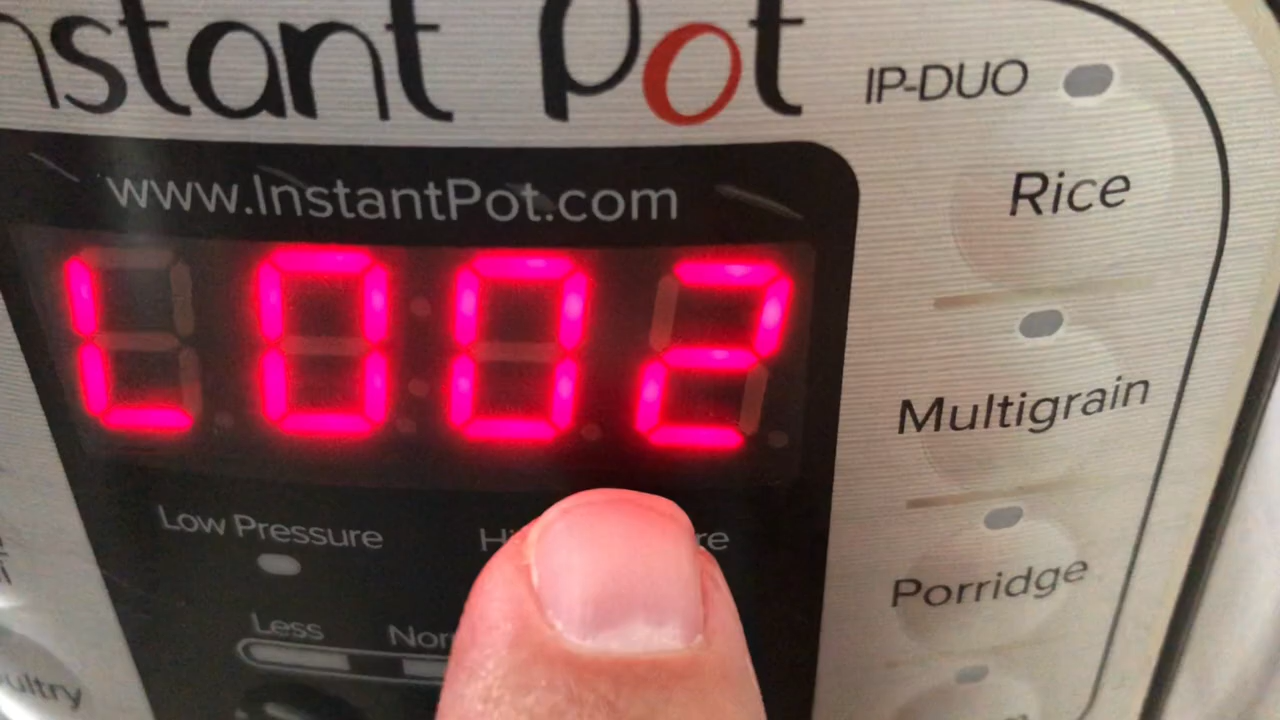 nstant Pot
IP-DUO
www.InstantPot.com
Rice
L002
Multigrain
Low Pressure
Porridge
Less